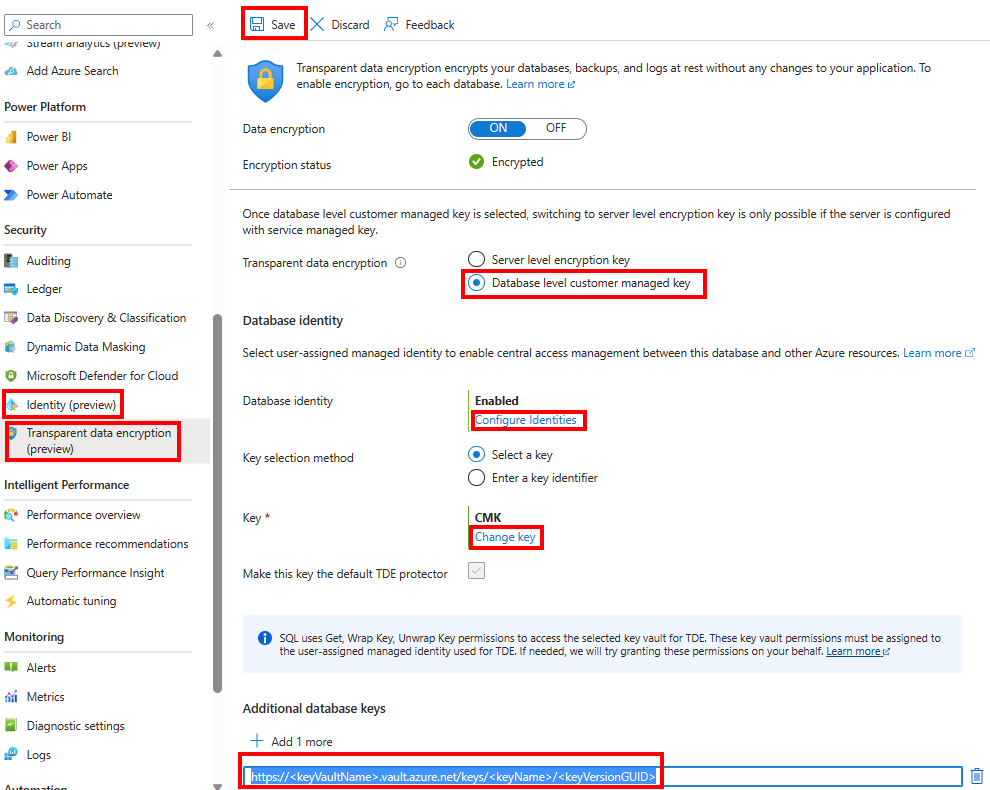 Search
«
Stream analytics (preview)
Add Azure Search
Power Platform
Power BI
Power Apps
Power Automate
Security
Auditing
Ledger
Data Discovery & Classification
Dynamic Data Masking
Microsoft Defender for Cloud
Identity (preview)
Transparent data encryption
(preview)
Intelligent Performance
Performance overview
Performance recommendations
Query Performance Insight
Automatic tuning
Monitoring
Alerts
Metrics
Diagnostic settings
Logs
Automation
Save Discard Feedback
Transparent data encryption encrypts your databases, backups, and logs at rest without any changes to your application. To
enable encryption, go to each database. Learn more
Data encryption ON OFF
Encryption status Encrypted
Once database level customer managed key is selected, switching to server level encryption key is only possible if the server is configured
with service managed key.
Transparent data encryption Server level encryption key
Database level customer managed key
Database identity
Select user-assigned managed identity to enable central access management between this database and other Azure resources. Learn more
Database identity Enabled
Configure Identities
Key selection method Select a key
Enter a key identifier
Key * CMK
Change key
Make this key the default TDE protector
SQL uses Get, Wrap Key, Unwrap Key permissions to access the selected key vault for TDE. These key vault permissions must be assigned to
the user-assigned managed identity used for TDE. If needed, we will try granting these permissions on your behalf. Learn more
Additional database keys
+ Add 1 more
https://<keyVaultName>.vault.azure.net/keys/<keyName>/<keyVersionGUID>